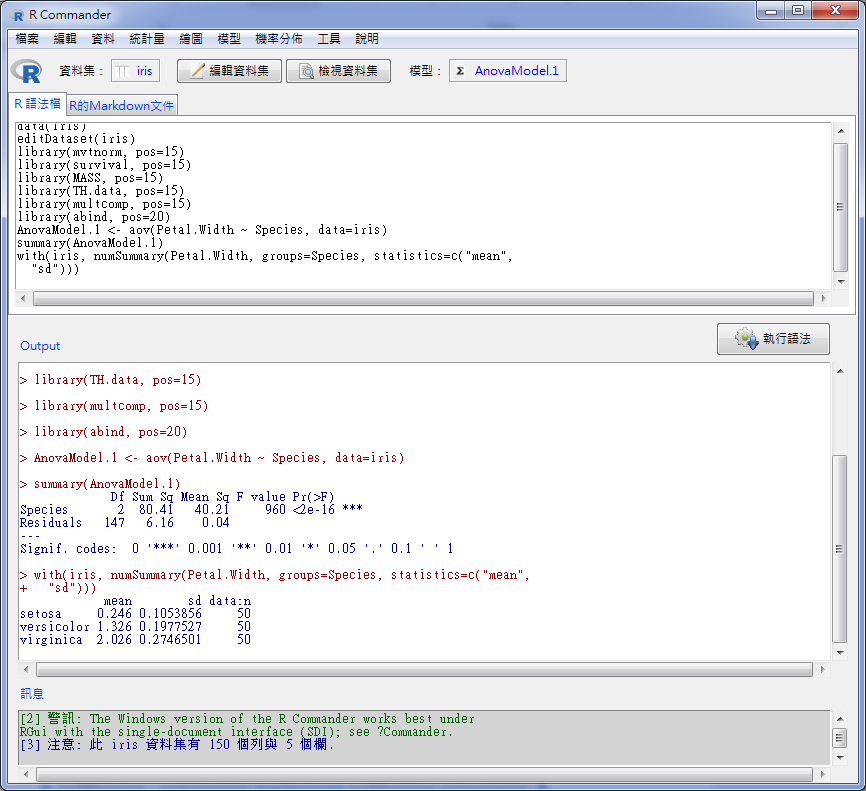 R Commander
檔案 編輯 資料 統計量 繪圖 模型 機率分佈 工具 說明
資料集： iris 編輯資料集 檢視資料集 模型： Σ AnovaModel.1
R 語法檔 R的Markdown文件
data(iris)
editDataset(iris)
library(mvtnorm, pos=15)
library(survival, pos=15)
library(MASS, pos=15)
library(TH.data, pos=15)
library(multcomp, pos=15)
library(abind, pos=20)
AnovaModel.1 <- aov(Petal.Width ~ Species, data=iris)
summary(AnovaModel.1)
with(iris, numSummary(Petal.Width, groups=Species, statistics=c("mean",
  "sd")))
Output
執行語法
> library(TH.data, pos=15)
> library(multcomp, pos=15)
> library(abind, pos=20)
> AnovaModel.1 <- aov(Petal.Width ~ Species, data=iris)
> summary(AnovaModel.1)
             Df Sum Sq Mean Sq F value Pr(>F)
Species       2  80.41   40.21     960 <2e-16 ***
Residuals   147   6.16    0.04
---
Signif. codes:  0 '***' 0.001 '**' 0.01 '*' 0.05 '.' 0.1 ' ' 1
> with(iris, numSummary(Petal.Width, groups=Species, statistics=c("mean",
+   "sd")))
            mean        sd data:n
setosa     0.246 0.1053856     50
versicolor 1.326 0.1977527     50
virginica  2.026 0.2746501     50
訊息
[2] 警訊: The Windows version of the R Commander works best under
RGui with the single-document interface (SDI); see ?Commander.
[3] 注意: 此 iris 資料集有 150 個列與 5 個欄.